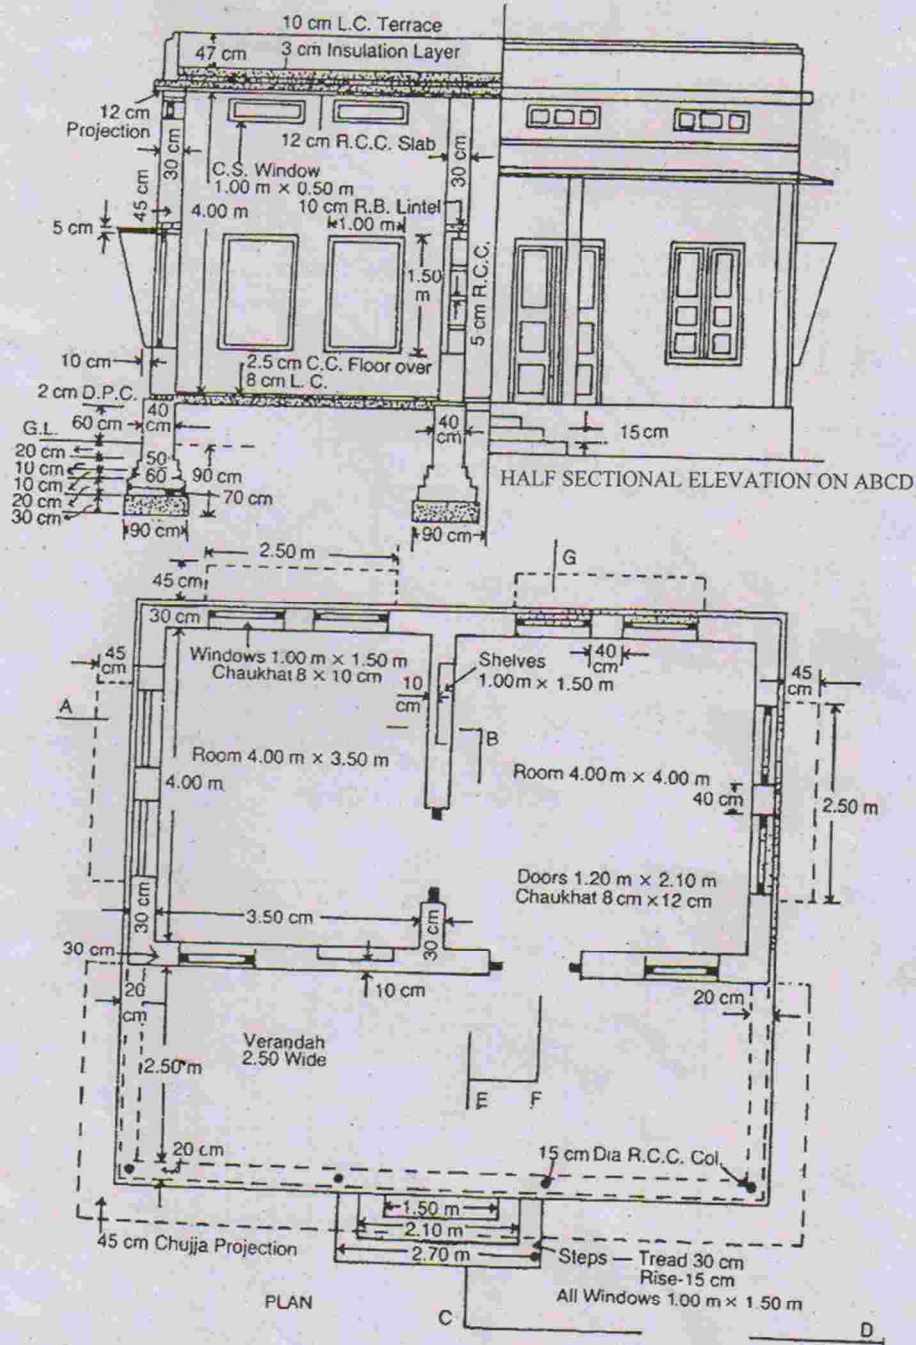 10 cm L.C. Terrace
47 cm
3 cm Insulation Layer
12 cm
Projection
12 cm R.C.C. Slab
30 cm
30 cm
C.S. Window
1.00 m × 0.50 m
45 cm
4.00 m
10 cm R.B. Lintel
1.00 m
5 cm
1.50
m
5 cm R.C.C.
10 cm
2.5 cm C.C. Floor over
8 cm L.C.
2 cm D.P.C.
40
cm
60 cm
40
cm
15 cm
G.L.
20 cm
10 cm
10 cm
20 cm
30 cm
50
60
90 cm
70 cm
HALF SECTIONAL ELEVATION ON ABCD
90 cm
90 cm
2.50 m
G
45 cm
30 cm
Windows 1.00 m × 1.50 m
Chaukhat 8 × 10 cm
Shelves
1.00m × 1.50 m
40
cm
45
cm
45
cm
10
cm
A
B
Room 4.00 m × 3.50 m
4.00 m
Room 4.00 m × 4.00 m
40 cm
2.50 m
Doors 1.20 m × 2.10 m
Chaukhat 8 cm ×12 cm
30 cm
3.50 cm
30 cm
30 cm
10 cm
20
cm
20 cm
Verandah
2.50 Wide
2.50 m
E
F
20 cm
15 cm Dia R.C.C. Col.
1.50 m
2.10 m
2.70 m
45 cm Chujja Projection
Steps — Tread 30 cm
Rise-15 cm
All Windows 1.00 m × 1.50 m
PLAN
C
D